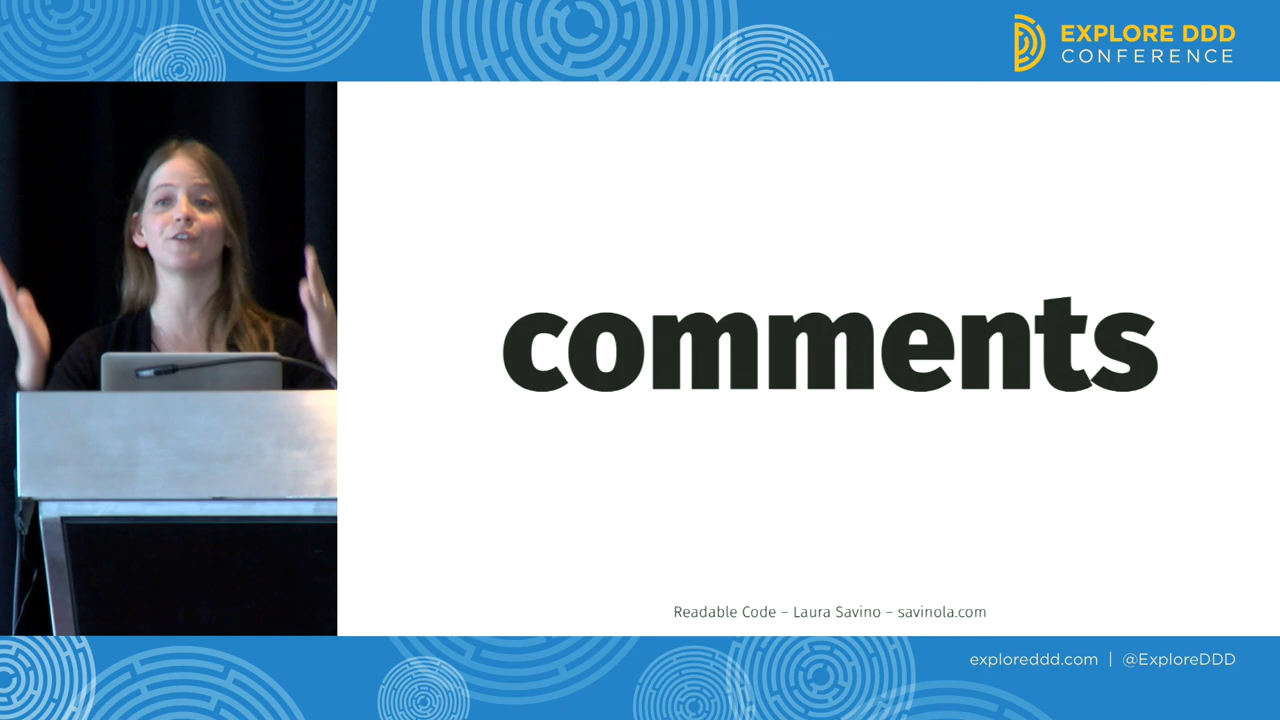 EXPLORE DDD
CONFERENCE
comments
Readable Code – Laura Savino – savinola.com
exploreddd.com | @ExploreDDD